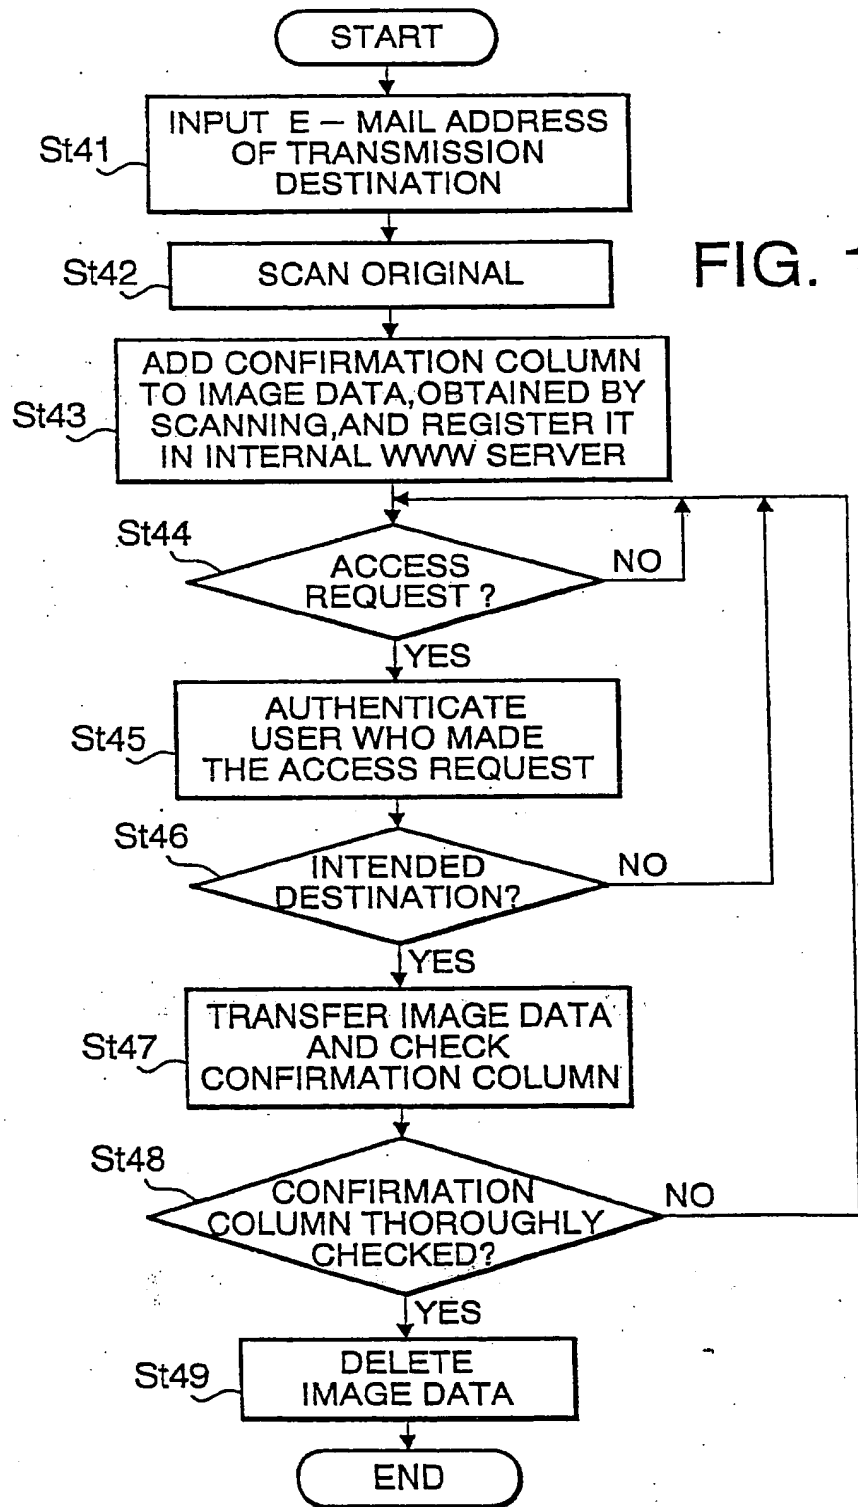 START
St41
INPUT E – MAIL ADDRESS
OF TRANSMISSION
DESTINATION
St42
SCAN ORIGINAL
FIG.
St43
ADD CONFIRMATION COLUMN
TO IMAGE DATA,OBTAINED BY
SCANNING,AND REGISTER IT
IN INTERNAL WWW SERVER
St44
ACCESS
REQUEST ?
NO
YES
St45
AUTHENTICATE
USER WHO MADE
THE ACCESS REQUEST
St46
INTENDED
DESTINATION?
NO
YES
St47
TRANSFER IMAGE DATA
AND CHECK
CONFIRMATION COLUMN
St48
CONFIRMATION
COLUMN THOROUGHLY
CHECKED?
NO
YES
St49
DELETE
IMAGE DATA
END